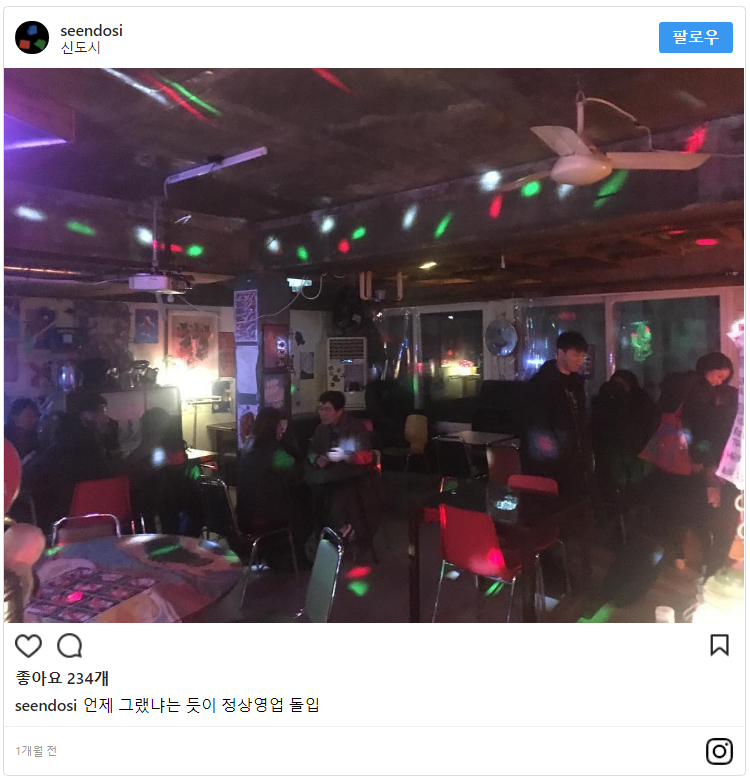 seendosi
신도시
팔로우
좋아요 234개
seendosi 언제 그랬냐는 듯이 정상영업 돌입
1개월 전